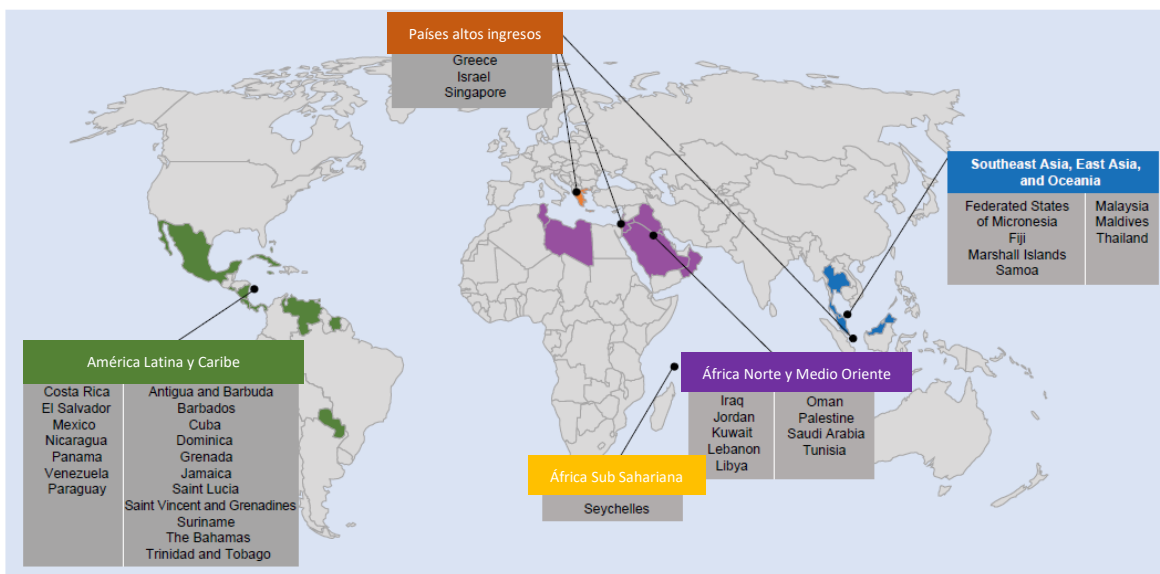 Países altos ingresos
Greece
Israel
Singapore
Southeast Asia, East Asia,
and Oceania
Federated States
of Micronesia
Fiji
Marshall Islands
Samoa
Malaysia
Maldives
Thailand
América Latina y Caribe
Costa Rica
El Salvador
Mexico
Nicaragua
Panama
Venezuela
Paraguay
Antigua and Barbuda
Barbados
Cuba
Dominica
Grenada
Jamaica
Saint Lucia
Saint Vincent and Grenadines
Suriname
The Bahamas
Trinidad and Tobago
África Norte y Medio Oriente
Iraq
Jordan
Kuwait
Lebanon
Libya
Oman
Palestine
Saudi Arabia
Tunisia
África Sub Sahariana
Seychelles